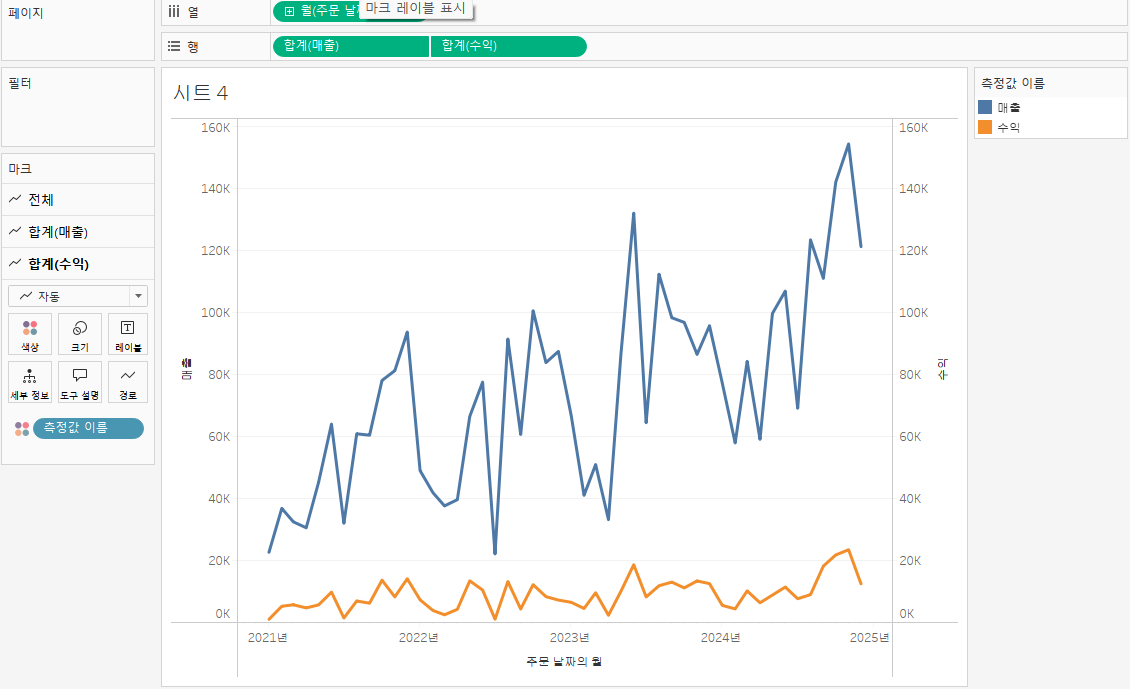 페이지
열
월(주문 날짜
마크 레이블 표시
행
합계(매출)
합계(수익)
필터
시트 4
측정값 이름
매출
수익
마크
전체
합계(매출)
합계(수익)
자동
색상
크기
레이블
세부 정보
도구 설명
경로
측정값 이름
160K
140K
120K
100K
80K
60K
40K
20K
0K
매출
160K
140K
120K
100K
80K
60K
40K
20K
0K
수익
2021년
2022년
2023년
2024년
2025년
주문 날짜의 월